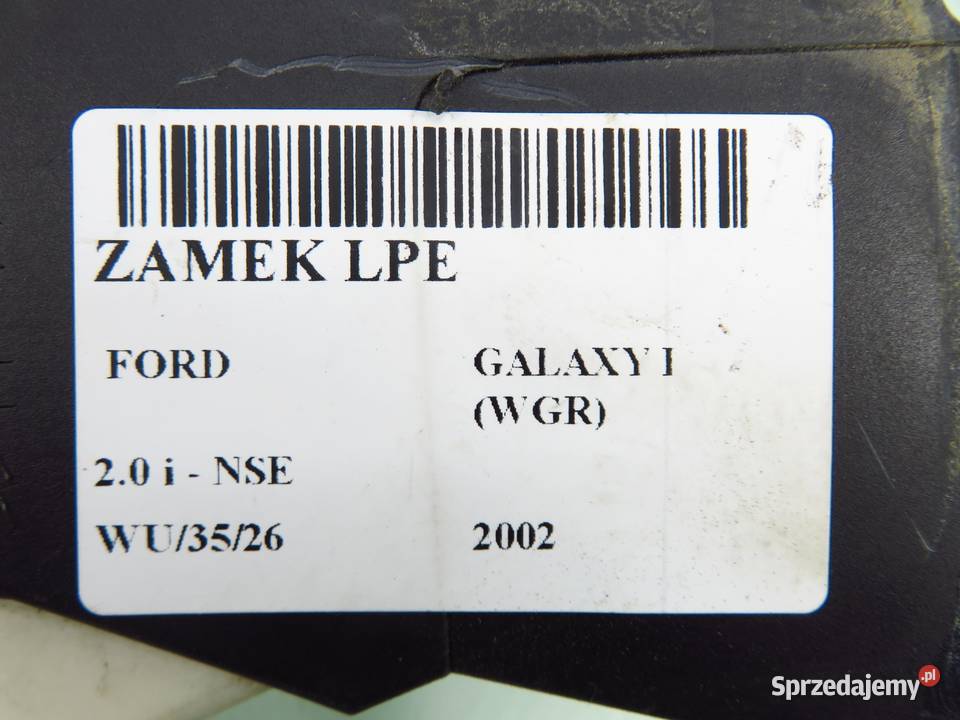 ZAMEK LPE
FORD GALAXY I
(WGR)
2.0 i - NSE
WU/35/26 2002
Sprzedajemy.pl